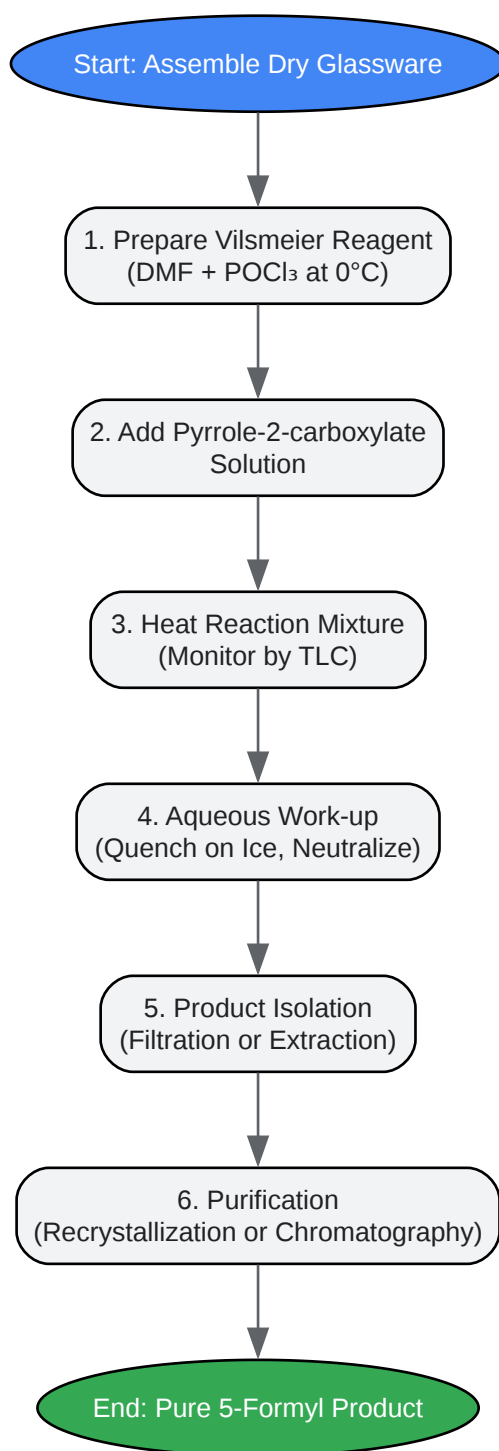 Start: Assemble Dry Glassware
1. Prepare Vilsmeier Reagent
(DMF + POCl₃ at 0°C)
2. Add Pyrrole-2-carboxylate
Solution
3. Heat Reaction Mixture
(Monitor by TLC)
4. Aqueous Work-up
(Quench on Ice, Neutralize)
5. Product Isolation
(Filtration or Extraction)
6. Purification
(Recrystallization or Chromatography)
End: Pure 5-Formyl Product